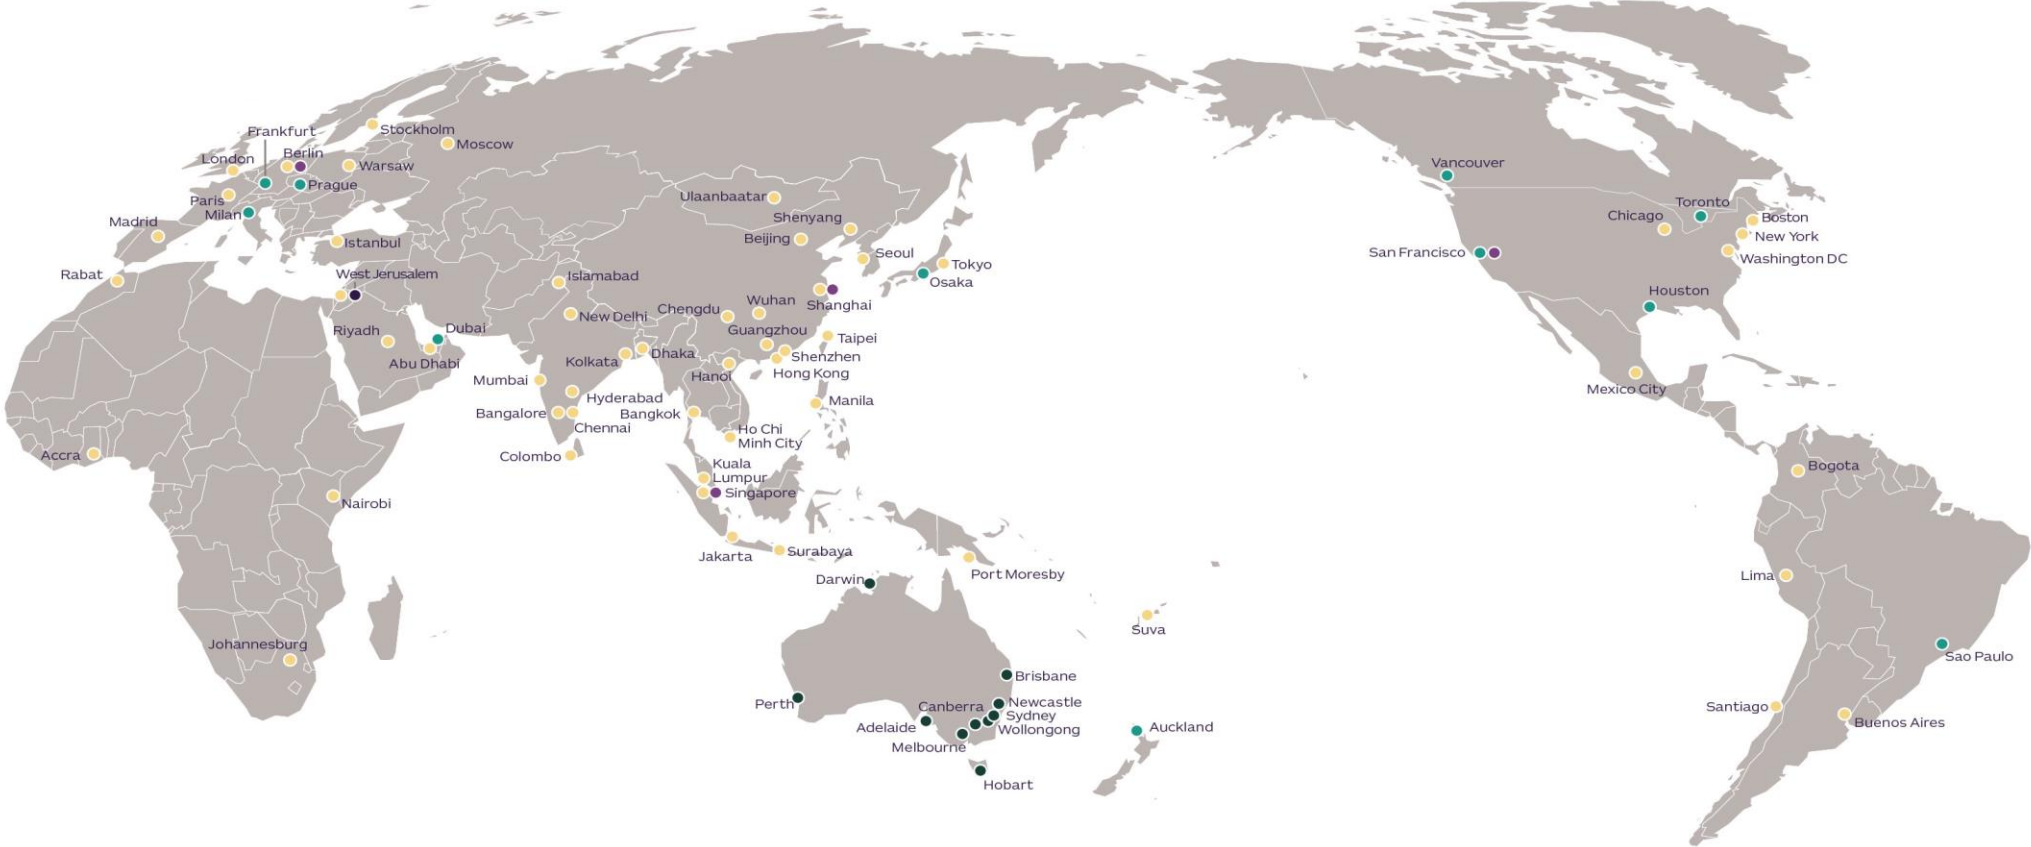 Stockholm
Frankfurt
Moscow
Berlin
London
Warsaw
Prague
Paris
Milan
Madrid
Istanbul
Rabat
West Jerusalem
Riyadh
Dubai
Abu Dhabi
Accra
Nairobi
Johannesburg
Ulaanbaatar
Shenyang
Beijing
Seoul
Tokyo
Osaka
Islamabad
Shanghai
Wuhan
Chengdu
New Delhi
Guangzhou
Taipei
Dhaka
Shenzhen
Kolkata
Hong Kong
Hanoi
Mumbai
Hyderabad
Manila
Bangalore
Bangkok
Chennai
Ho Chi
Minh City
Colombo
Kuala
Lumpur
Singapore
Jakarta
Surabaya
Port Moresby
Darwin
Suva
Brisbane
Perth
Canberra
Newcastle
Sydney
Adelaide
Wollongong
Melbourne
Hobart
Auckland
Vancouver
Toronto
Chicago
Boston
New York
San Francisco
Washington DC
Houston
Mexico City
Bogota
Lima
Sao Paulo
Santiago
Buenos Aires